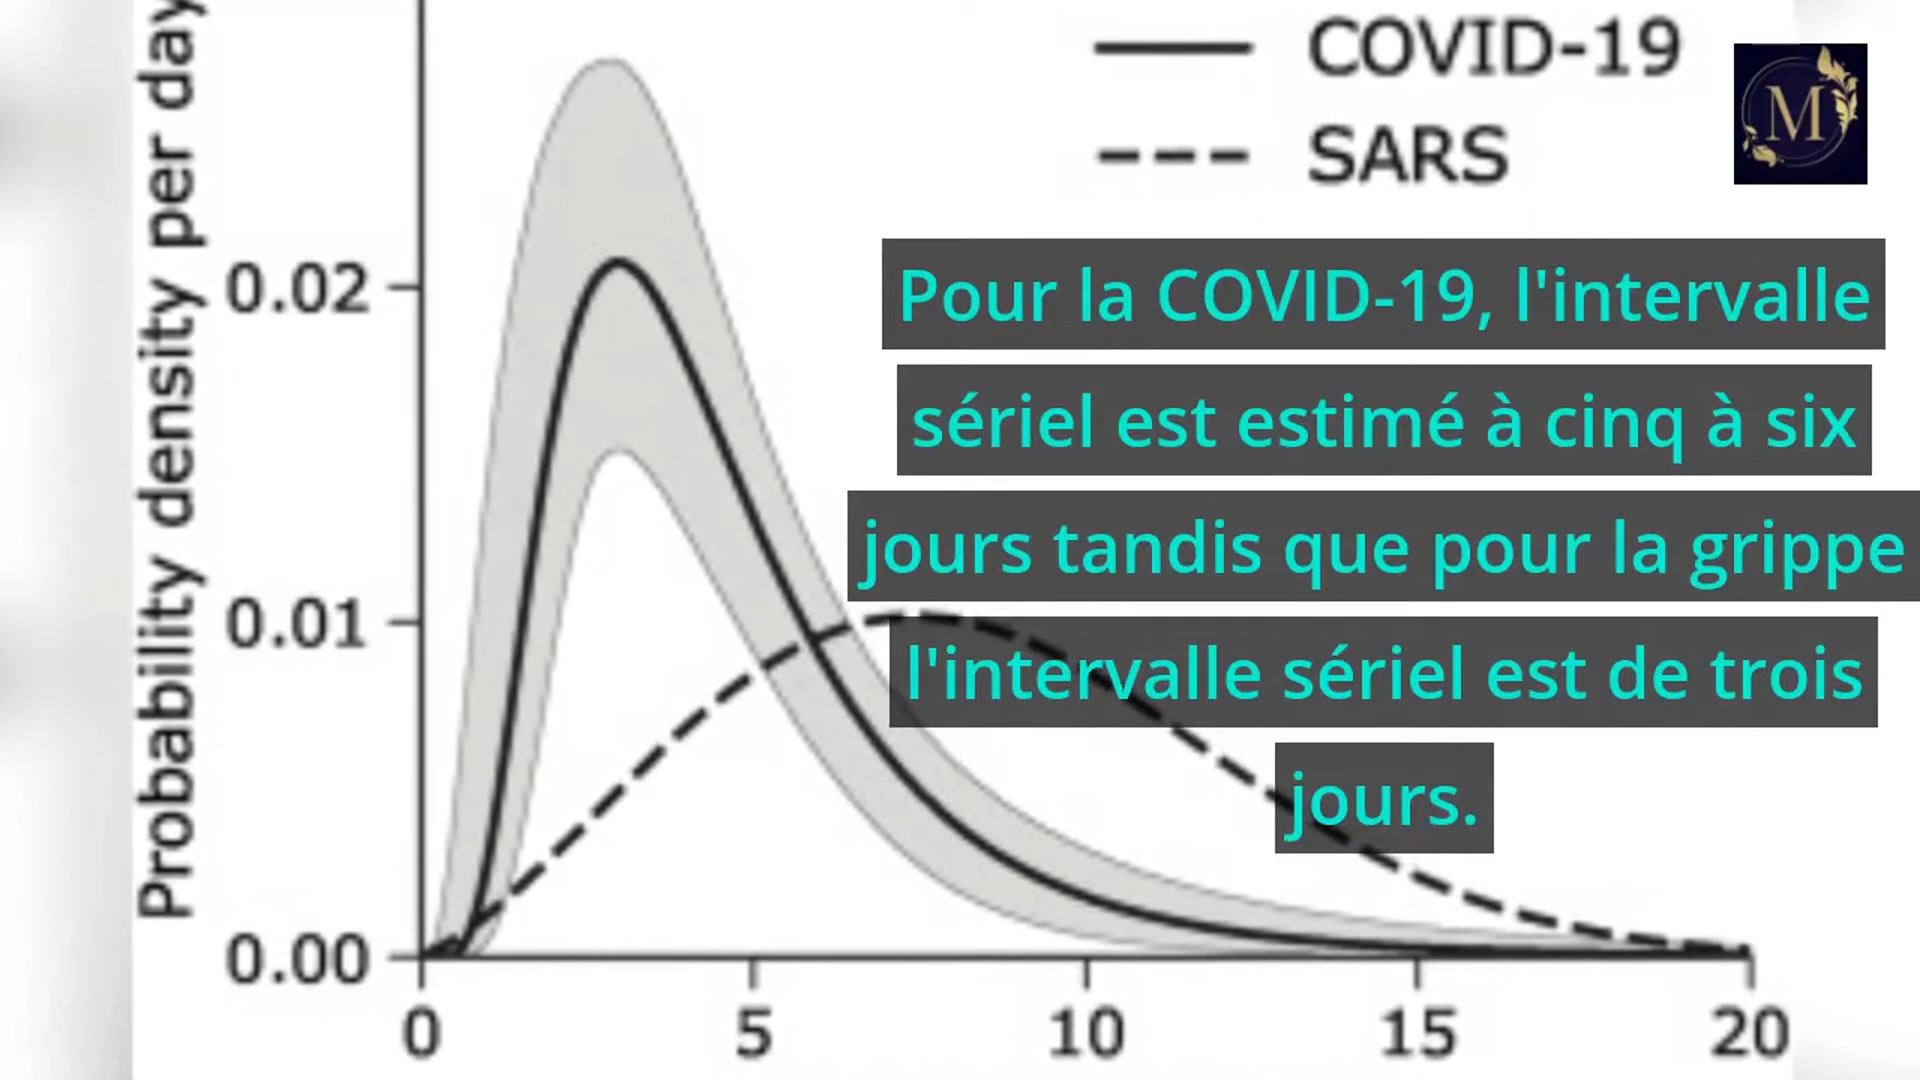 Probability density per day
COVID-19
SARS
M
0.02
0.01
0.00
0
5
10
15
20
Pour la COVID-19, l'intervalle
sériel est estimé à cinq à six
jours tandis que pour la grippe
l'intervalle sériel est de trois
jours.